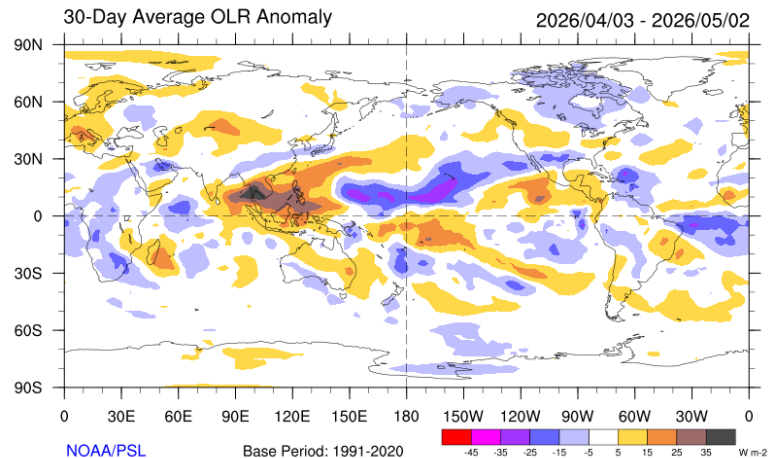 30-Day Average OLR Anomaly 2026/04/03 - 2026/05/02
90N
60N
30N
0
30S
60S
90S
0 30E 60E 90E 120E 150E 180 150W 120W 90W 60W 30W 0
NOAA/PSL Base Period: 1991-2020
-45 -35 -25 -15 -5 5 15 25 35 W m-2